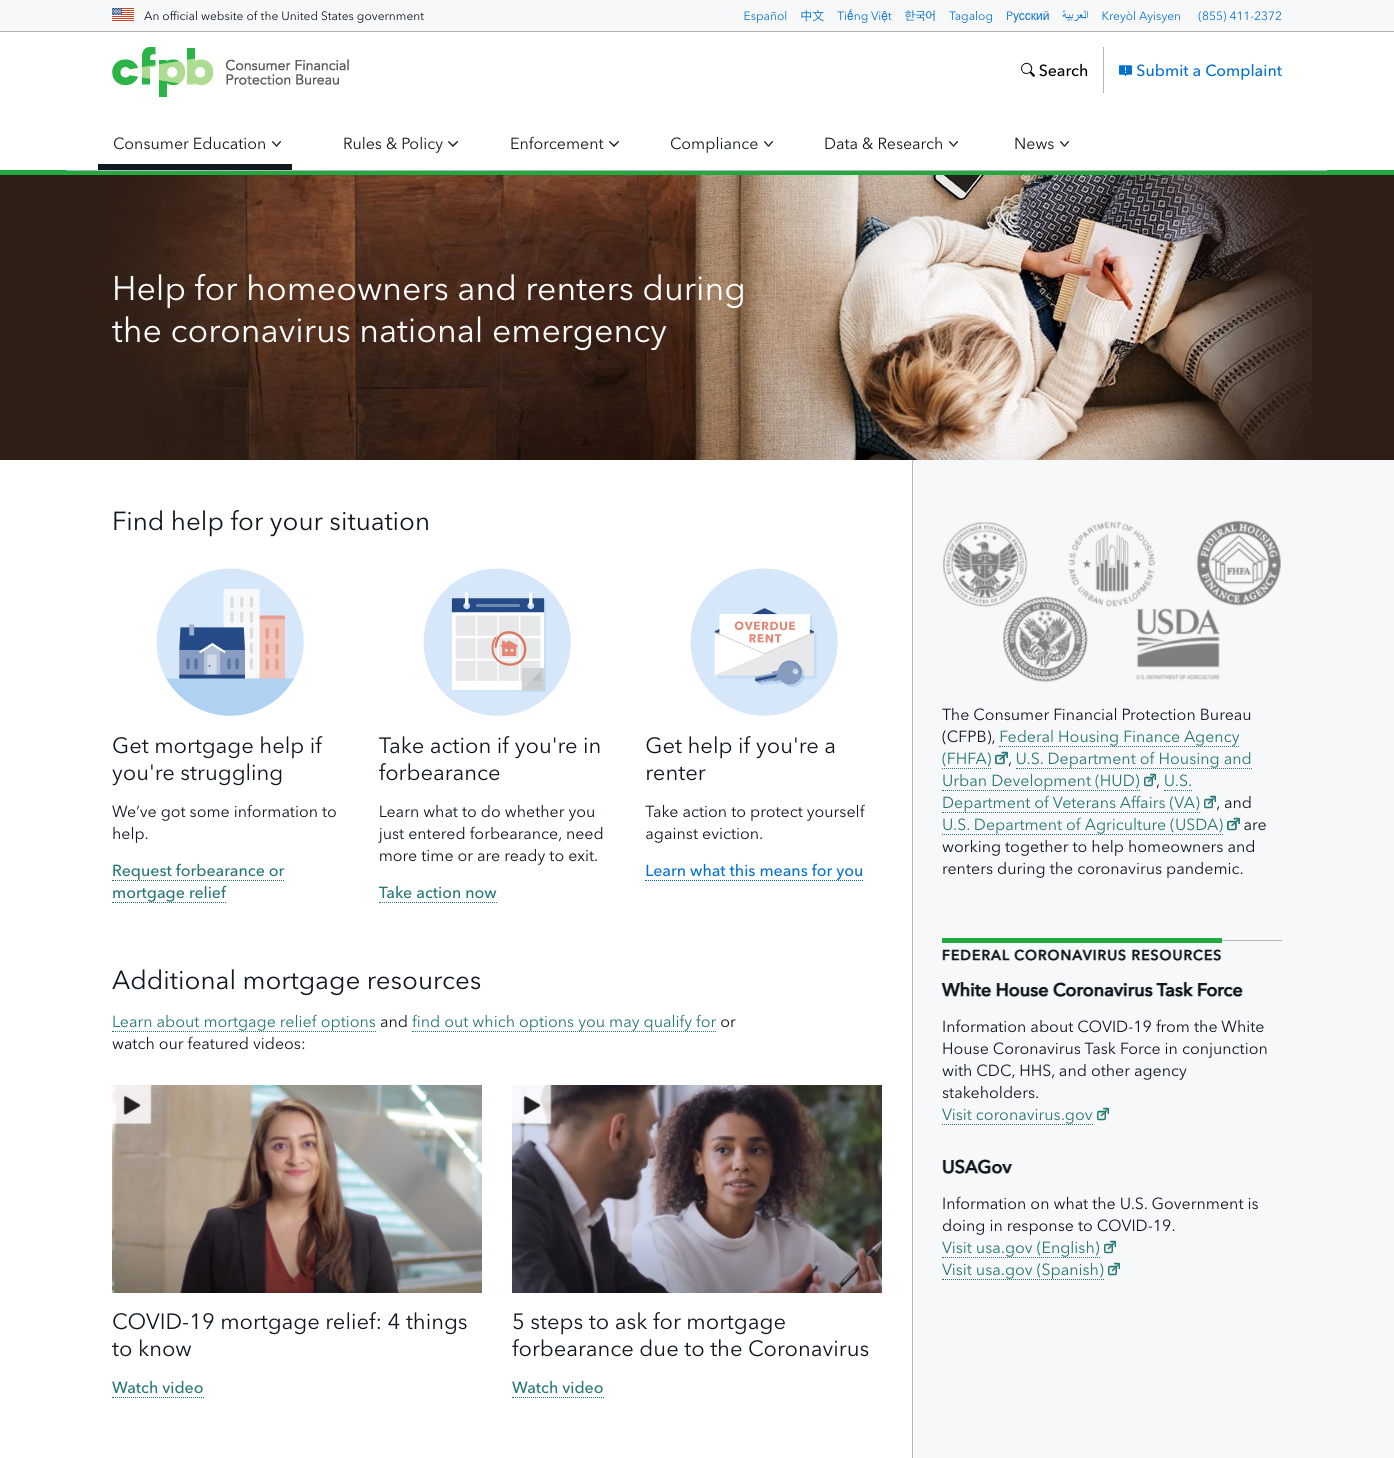 An official website of the United States government
Español 中文 Tiếng Việt 한국어 Tagalog Русский العربية Kreyòl Ayisyen (855) 411-2372
cfpb Consumer Financial
Protection Bureau
Search
Submit a Complaint
Consumer Education Rules & Policy Enforcement Compliance Data & Research News
Help for homeowners and renters during
the coronavirus national emergency
Find help for your situation
OVERDUE
RENT
Get mortgage help if
you're struggling
We’ve got some information to
help.
Request forbearance or
mortgage relief
Take action if you're in
forbearance
Learn what to do whether you
just entered forbearance, need
more time or are ready to exit.
Take action now
Get help if you're a
renter
Take action to protect yourself
against eviction.
Learn what this means for you
Additional mortgage resources
Learn about mortgage relief options and find out which options you may qualify for or
watch our featured videos:
COVID-19 mortgage relief: 4 things
to know
Watch video
5 steps to ask for mortgage
forbearance due to the Coronavirus
Watch video
U.S. DEPARTMENT OF HOUSING
AND URBAN DEVELOPMENT
FEDERAL HOUSING
FHFA
FINANCE AGENCY
USDA
U.S. DEPARTMENT OF AGRICULTURE
The Consumer Financial Protection Bureau
(CFPB), Federal Housing Finance Agency
(FHFA), U.S. Department of Housing and
Urban Development (HUD), U.S.
Department of Veterans Affairs (VA), and
U.S. Department of Agriculture (USDA) are
working together to help homeowners and
renters during the coronavirus pandemic.
FEDERAL CORONAVIRUS RESOURCES
White House Coronavirus Task Force
Information about COVID-19 from the White
House Coronavirus Task Force in conjunction
with CDC, HHS, and other agency
stakeholders.
Visit coronavirus.gov
USAGov
Information on what the U.S. Government is
doing in response to COVID-19.
Visit usa.gov (English)
Visit usa.gov (Spanish)